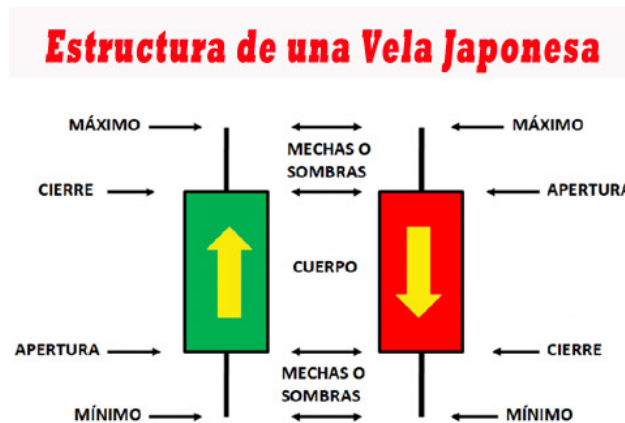 Estructura de una Vela Japonesa
MÁXIMO
MÁXIMO
MECHAS O
SOMBRAS
CIERRE
APERTURA
CUERPO
APERTURA
CIERRE
MECHAS O
SOMBRAS
MÍNIMO
MÍNIMO